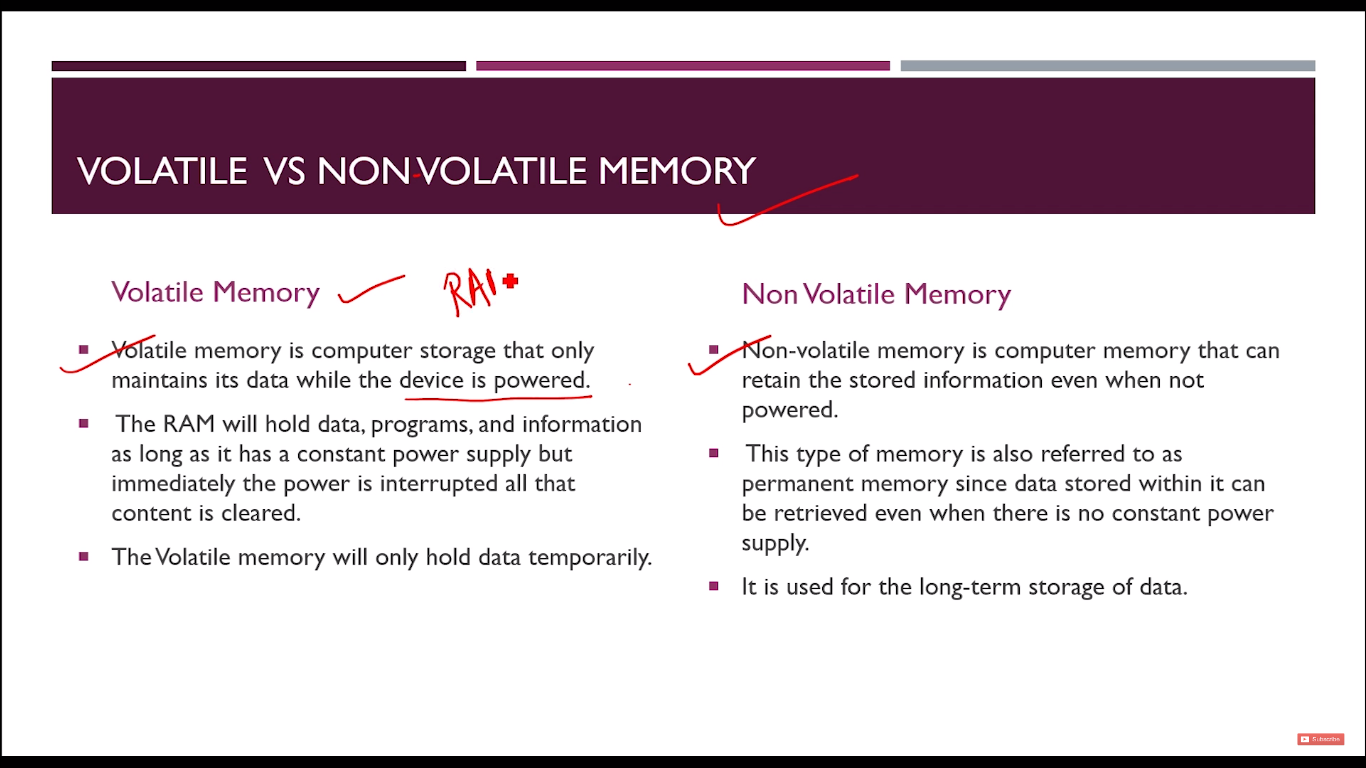 VOLATILE VS NON-VOLATILE MEMORY
Volatile Memory
Volatile memory is computer storage that only
maintains its data while the device is powered.
The RAM will hold data, programs, and information
as long as it has a constant power supply but
immediately the power is interrupted all that
content is cleared.
The Volatile memory will only hold data temporarily.
Non Volatile Memory
Non-volatile memory is computer memory that can
retain the stored information even when not
powered.
This type of memory is also referred to as
permanent memory since data stored within it can
be retrieved even when there is no constant power
supply.
It is used for the long-term storage of data.
Subscribe